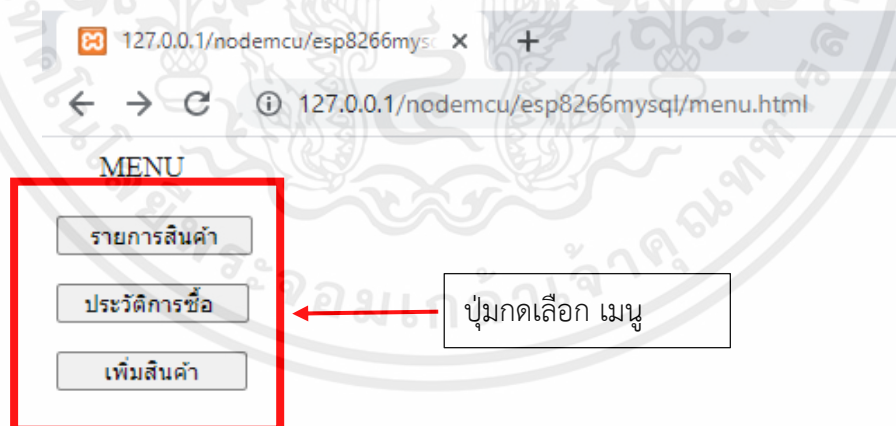 127.0.0.1/nodemcu/esp8266mys
127.0.0.1/nodemcu/esp8266mysql/menu.html
MENU
รายการสินค้า
ประวัติการซื้อ
ปุ่มกดเลือก เมนู
เพิ่มสินค้า